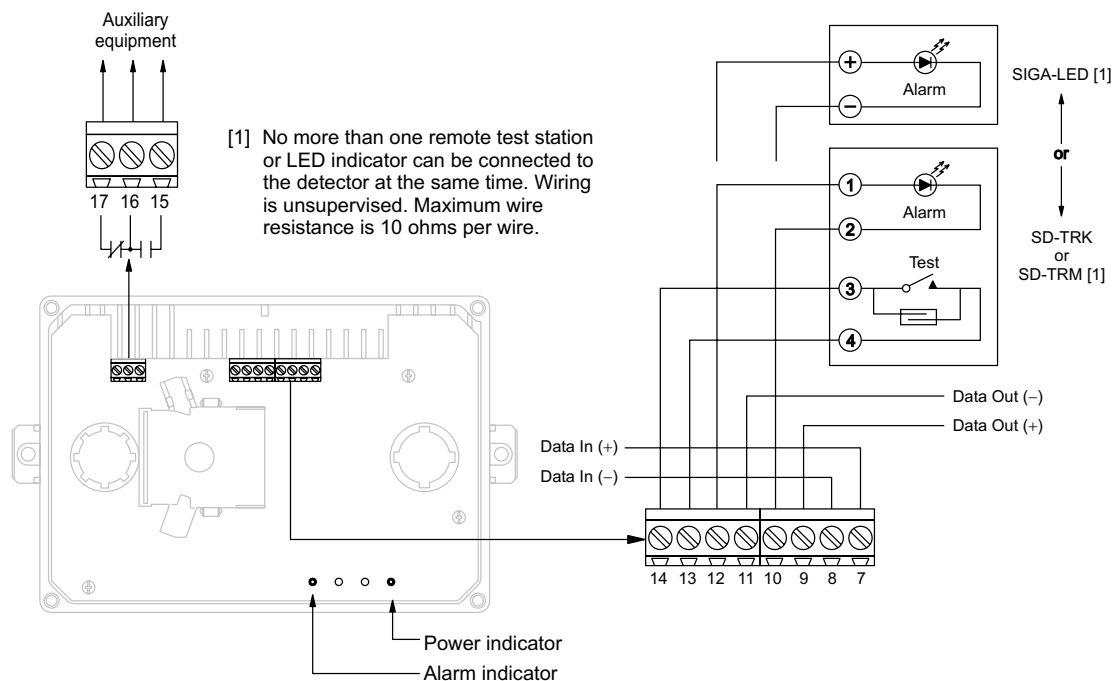 Auxiliary
equipment
17 16 15
[1] No more than one remote test station
or LED indicator can be connected to
the detector at the same time. Wiring
is unsupervised. Maximum wire
resistance is 10 ohms per wire.
+
Alarm
−
SIGA-LED [1]
or
SD-TRK
or
SD-TRM [1]
1
Alarm
2
Test
3
4
Data Out (−)
Data Out (+)
Data In (+)
Data In (−)
14 13 12 11 10 9 8 7
Power indicator
Alarm indicator